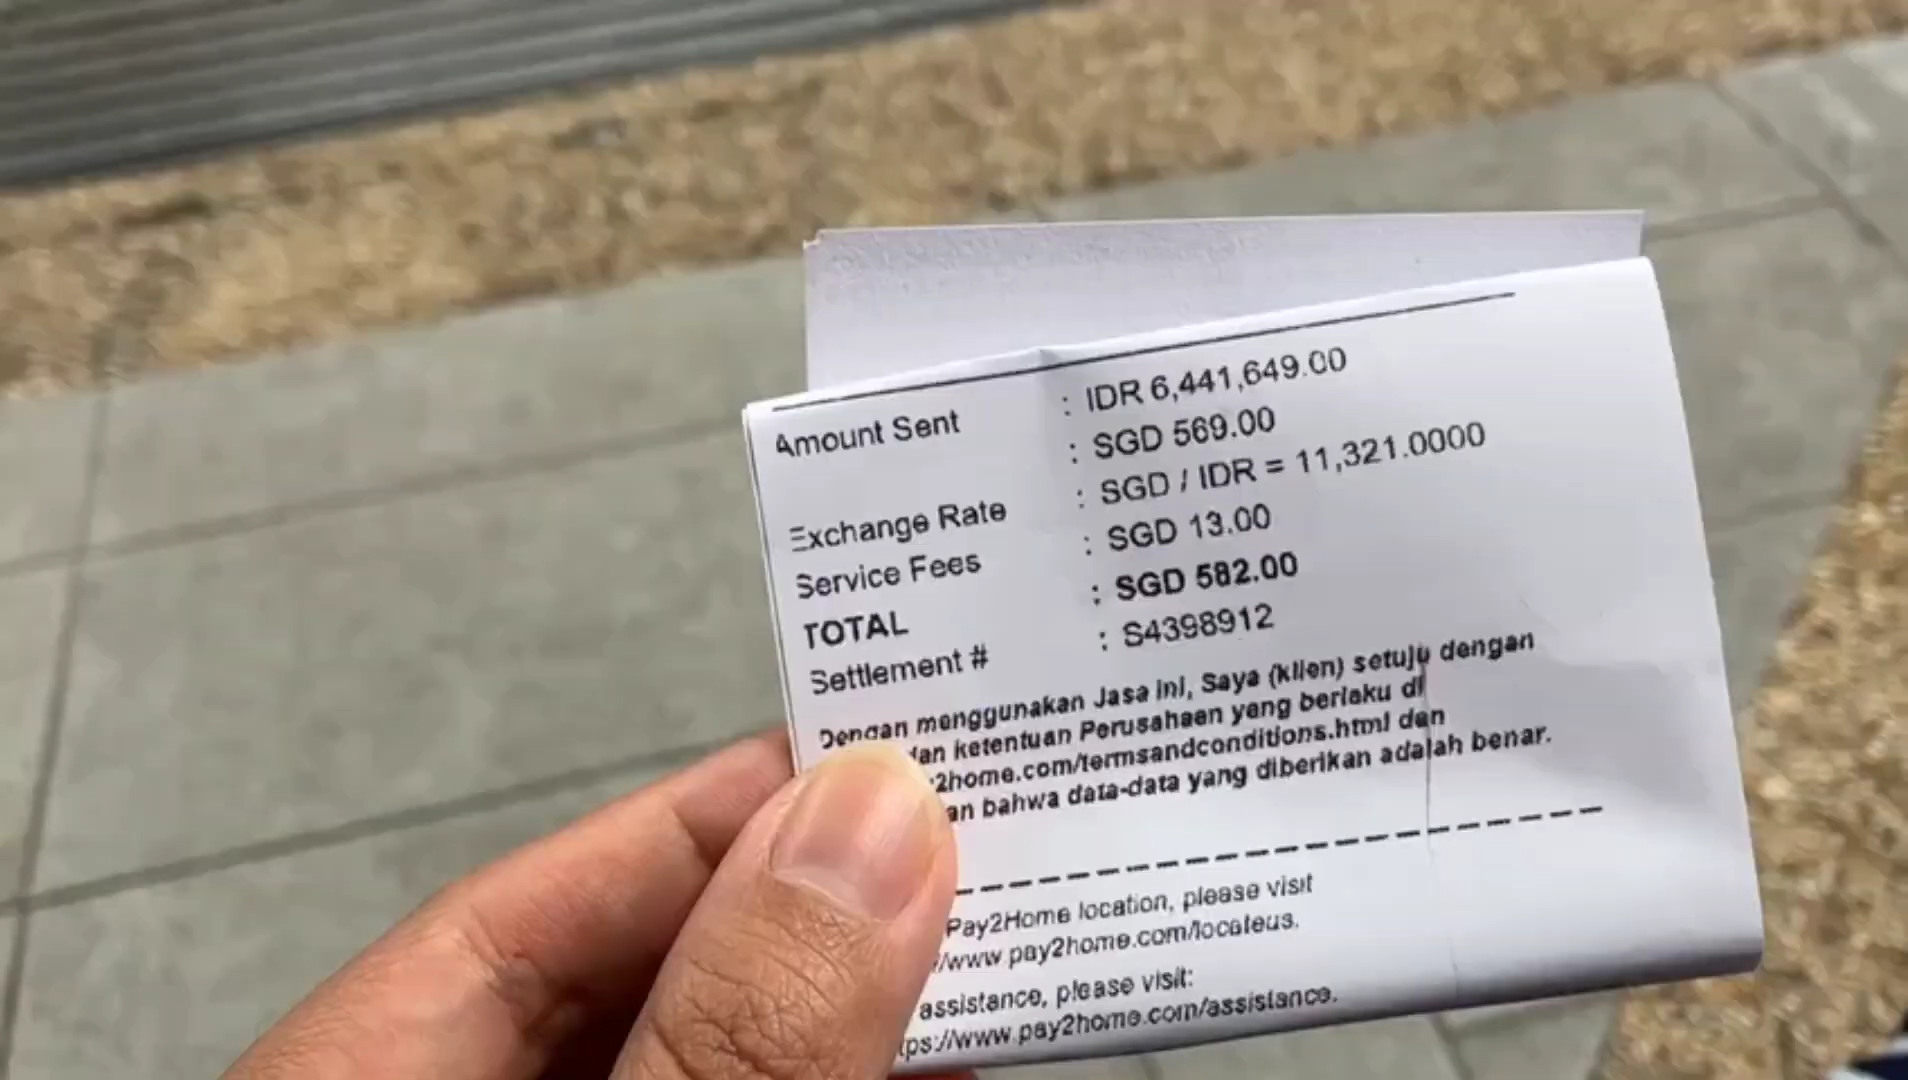 Amount Sent : IDR 6,441,649.00
: SGD 569.00
Exchange Rate : SGD / IDR = 11,321.0000
Service Fees : SGD 13.00
TOTAL : SGD 582.00
Settlement # : S4398912
Dengan menggunakan Jasa ini, Saya (klien) setuju dengan
dan ketentuan Perusahaan yang berlaku di
2home.com/termsandconditions.html dan
bahwa data-data yang diberikan adalah benar.
Pay2Home location, please visit
/www.pay2home.com/locateus.
assistance, please visit:
tps://www.pay2home.com/assistance.